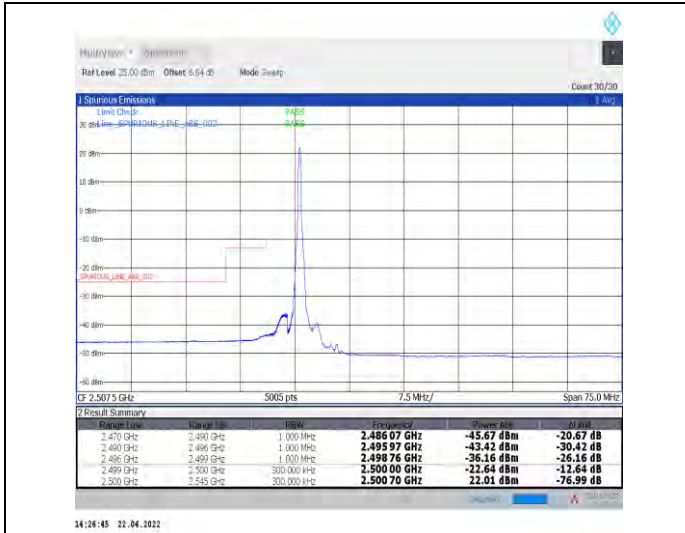 MultiView Spectrum
Ref Level 25.00 dBm Offset 6.64 dB Mode Sweep
Count 30/30
1 Spurious Emissions 1 Avg
Limit Check PASS
Line _SPURIOUS_LINE_ABS_002 PASS
30 dBm
20 dBm
10 dBm
0 dBm
-10 dBm
-20 dBm
_SPURIOUS_LINE_ABS_002
-30 dBm
-40 dBm
-50 dBm
-60 dBm
CF 2.5075 GHz 5005 pts 7.5 MHz/ Span 75.0 MHz
2 Result Summary
Range Low Range Up RBW Frequency Power Abs ΔLimit
2.470 GHz 2.490 GHz 1.000 MHz 2.486 07 GHz -45.67 dBm -20.67 dB
2.490 GHz 2.496 GHz 1.000 MHz 2.495 97 GHz -43.42 dBm -30.42 dB
2.496 GHz 2.499 GHz 1.000 MHz 2.498 76 GHz -36.16 dBm -26.16 dB
2.499 GHz 2.500 GHz 300.000 kHz 2.500 00 GHz -22.64 dBm -12.64 dB
2.500 GHz 2.545 GHz 300.000 kHz 2.500 70 GHz 22.01 dBm -76.99 dB
14:26:45 22.04.2022